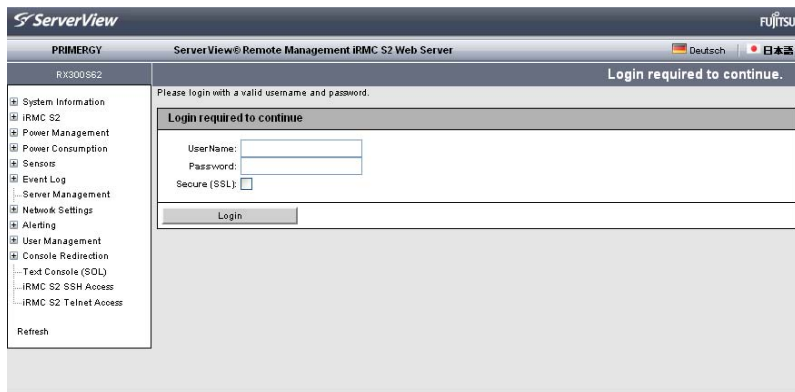 ServerView
FUJITSU
PRIMERGY
ServerView® Remote Management iRMC S2 Web Server
Deutsch
日本語
RX300S62
Login required to continue.
System Information
iRMC S2
Power Management
Power Consumption
Sensors
Event Log
Server Management
Network Settings
Alerting
User Management
Console Redirection
Text Console (SOL)
iRMC S2 SSH Access
iRMC S2 Telnet Access
Refresh
Please login with a valid username and password.
Login required to continue
UserName:
Password:
Secure (SSL):
Login